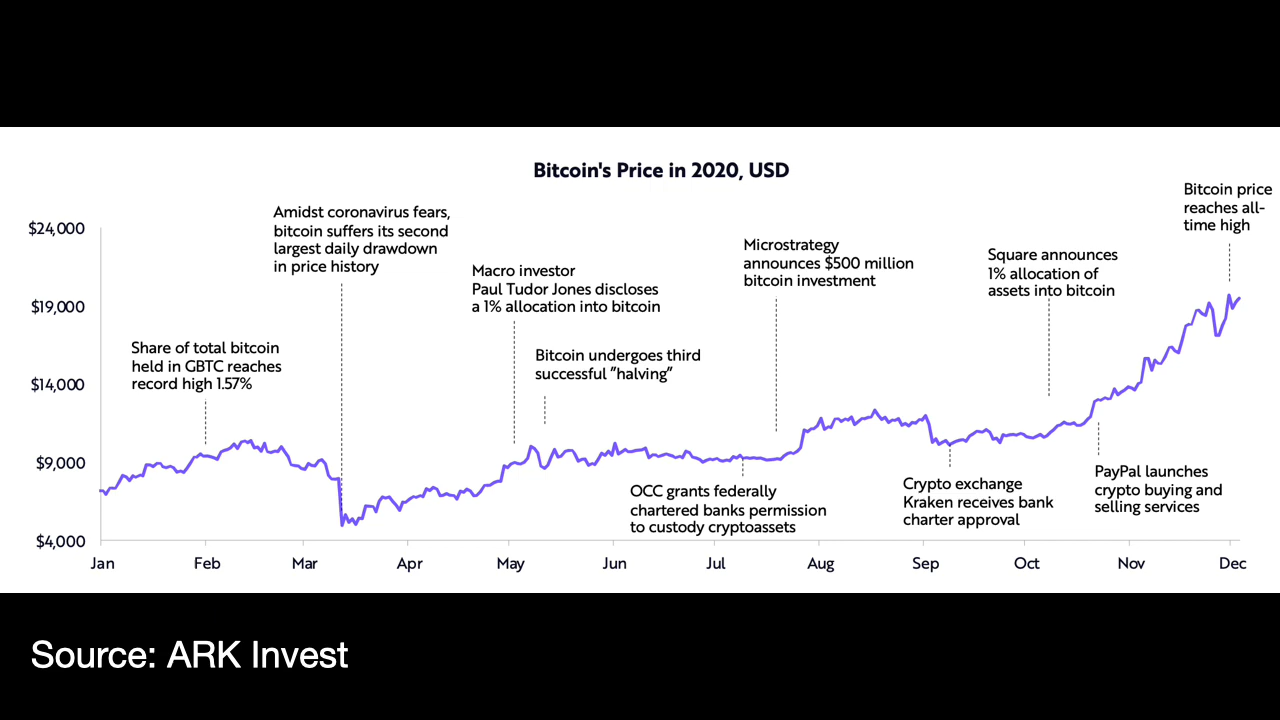 Bitcoin's Price in 2020, USD
Bitcoin price
reaches all-
time high
Amidst coronavirus fears,
bitcoin suffers its second
largest daily drawdown
in price history
Macro investor
Paul Tudor Jones discloses
a 1% allocation into bitcoin
Microstrategy
announces $500 million
bitcoin investment
Square announces
1% allocation of
assets into bitcoin
Share of total bitcoin
held in GBTC reaches
record high 1.57%
Bitcoin undergoes third
successful "halving"
OCC grants federally
chartered banks permission
to custody cryptoassets
Crypto exchange
Kraken receives bank
charter approval
PayPal launches
crypto buying and
selling services
$24,000
$19,000
$14,000
$9,000
$4,000
Jan Feb Mar Apr May Jun Jul Aug Sep Oct Nov Dec
Source: ARK Invest